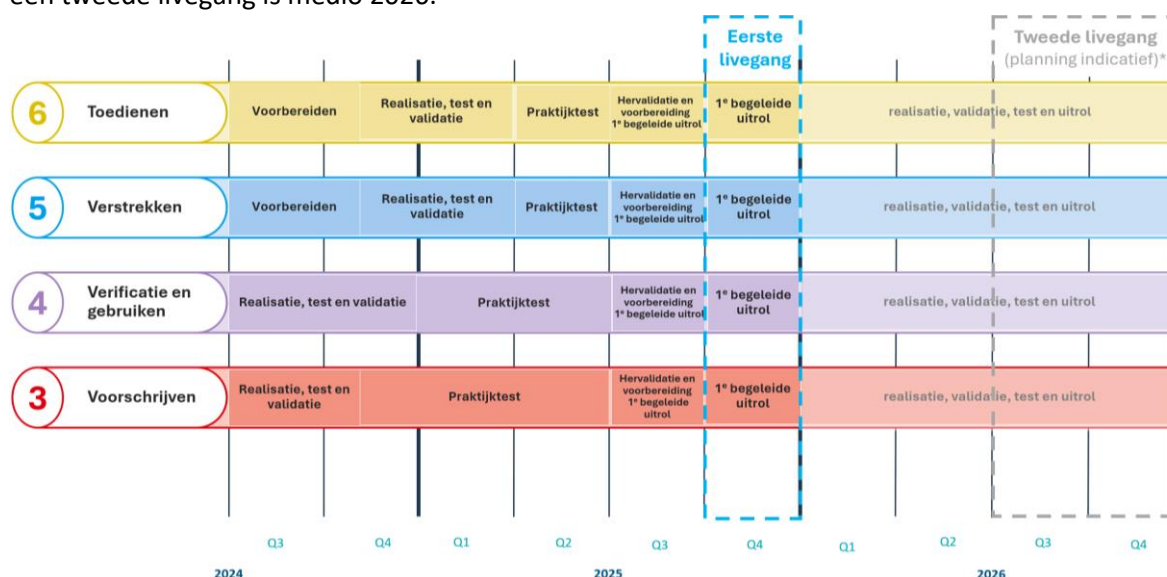 een tweede livegang is medio 2026.
Eerste
livegang
Tweede livegang
(planning indicatief)*
6
Toedienen
Voorbereiden
Realisatie, test en
validatie
Praktijktest
Hervalidatie en
voorbereiding
1e begeleide uitrol
1e begeleide
uitrol
realisatie, validatie, test en uitrol
5
Verstrekken
Voorbereiden
Realisatie, test en
validatie
Praktijktest
Hervalidatie en
voorbereiding
1e begeleide uitrol
1e begeleide
uitrol
realisatie, validatie, test en uitrol
4
Verificatie en
gebruiken
Realisatie, test en validatie
Praktijktest
Hervalidatie en
voorbereiding
1e begeleide uitrol
1e begeleide
uitrol
realisatie, validatie, test en uitrol
3
Voorschrijven
Realisatie, test en
validatie
Praktijktest
Hervalidatie en
voorbereiding
1e begeleide
uitrol
1e begeleide
uitrol
realisatie, validatie, test en uitrol
Q3 Q4 Q1 Q2 Q3 Q4 Q1 Q2 Q3 Q4
2024 2025 2026